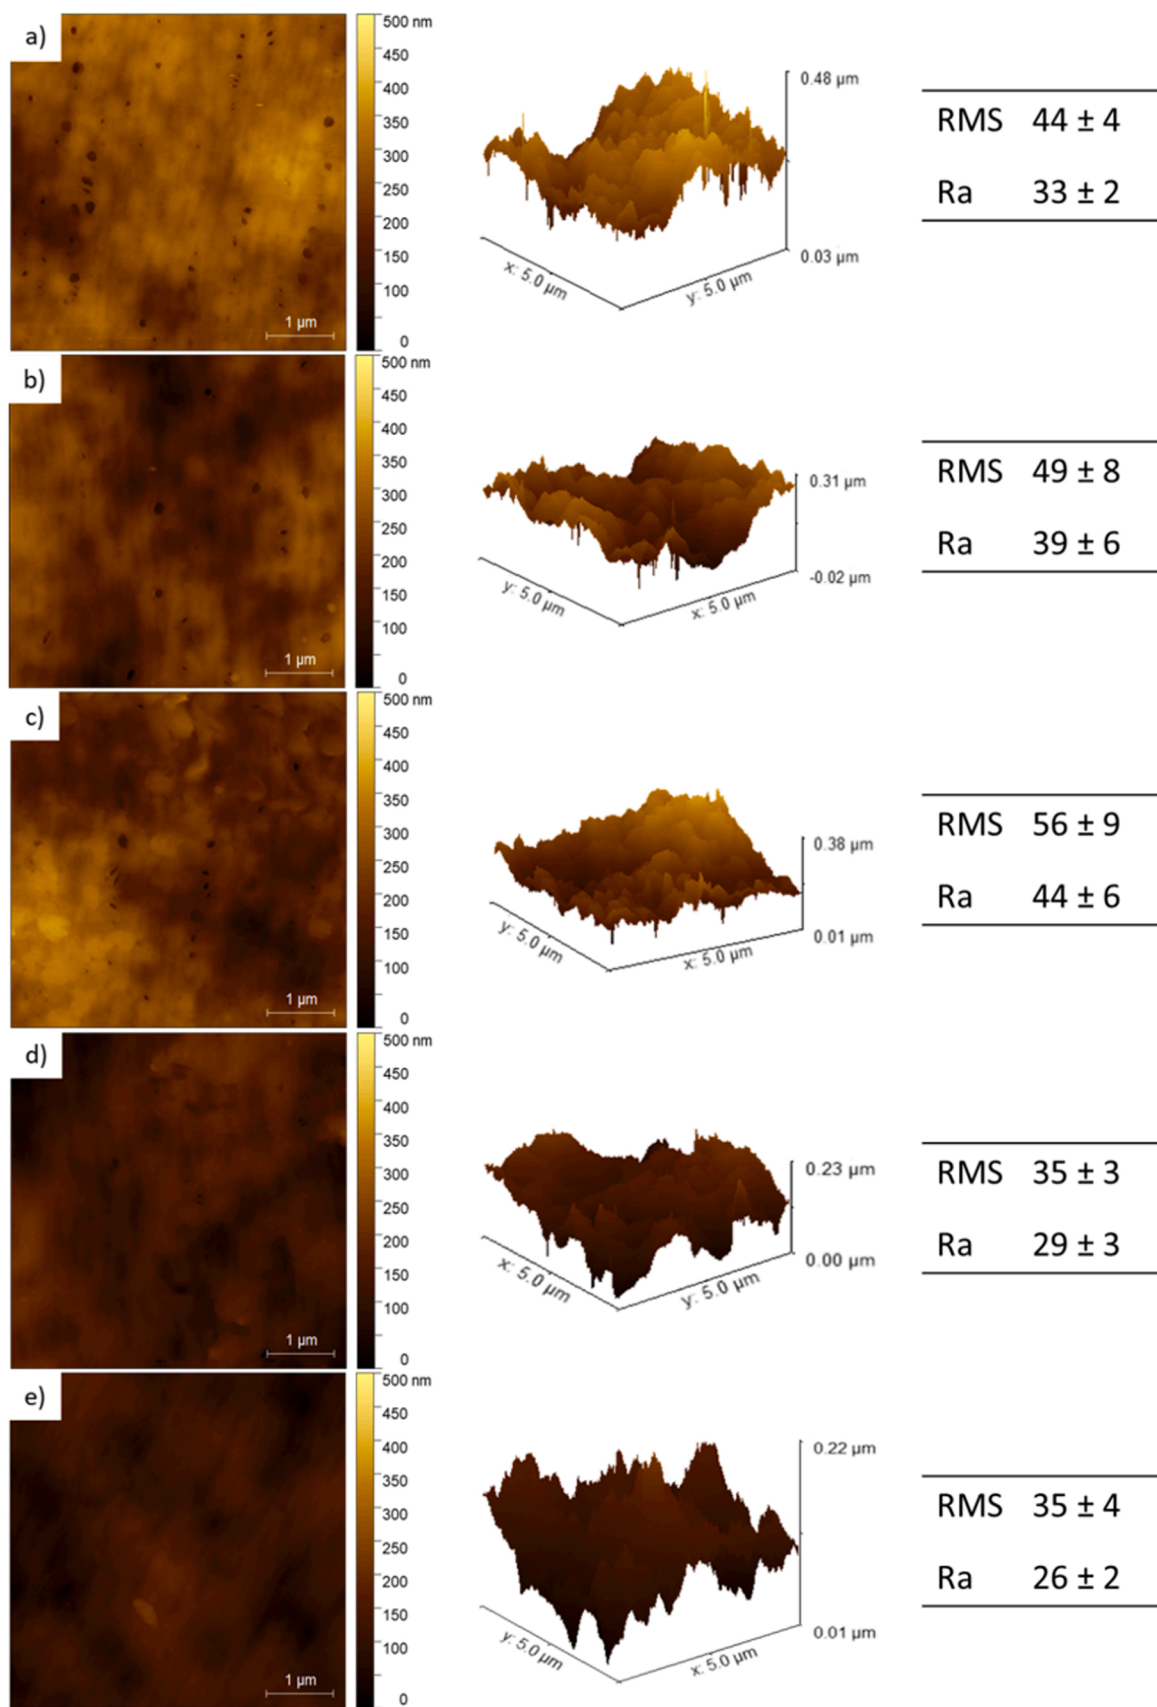 a)
500 nm
450
400
350
300
250
200
150
100
0
1 µm
0.48 µm
0.03 µm
x: 5.0 µm
y: 5.0 µm
RMS 44 ± 4
Ra 33 ± 2
b)
500 nm
450
400
350
300
250
200
150
100
0
1 µm
0.31 µm
-0.02 µm
y: 5.0 µm
x: 5.0 µm
RMS 49 ± 8
Ra 39 ± 6
c)
500 nm
450
400
350
300
250
200
150
100
0
1 µm
0.38 µm
0.01 µm
y: 5.0 µm
x: 5.0 µm
RMS 56 ± 9
Ra 44 ± 6
d)
500 nm
450
400
350
300
250
200
150
100
0
1 µm
0.23 µm
0.00 µm
x: 5.0 µm
y: 5.0 µm
RMS 35 ± 3
Ra 29 ± 3
e)
500 nm
450
400
350
300
250
200
150
100
0
1 µm
0.22 µm
0.01 µm
y: 5.0 µm
x: 5.0 µm
RMS 35 ± 4
Ra 26 ± 2